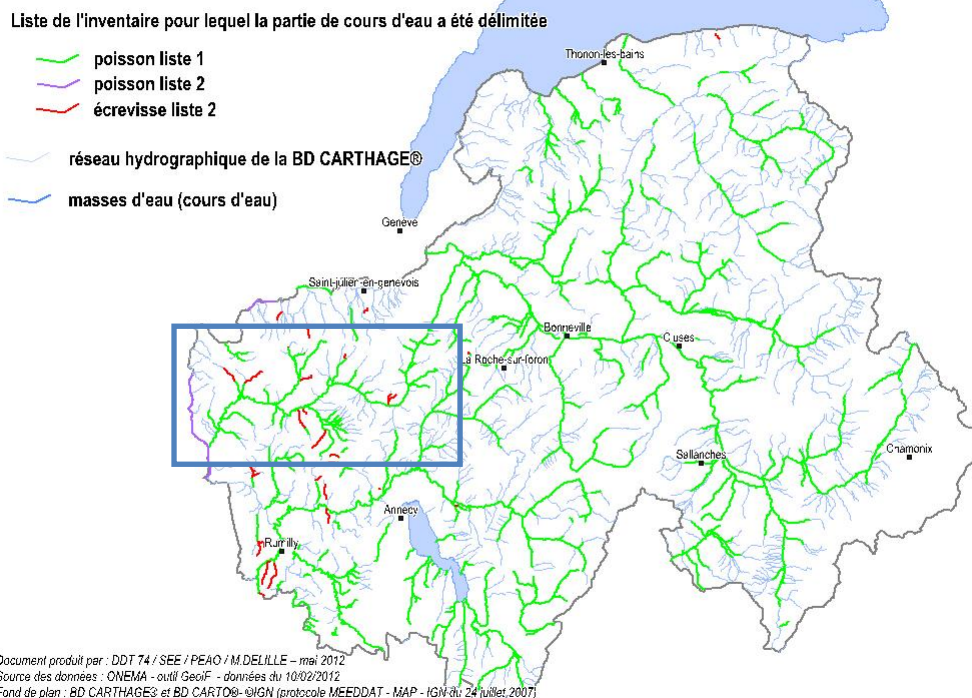 Liste de l'inventaire pour lequel la partie de cours d'eau a été délimitée
poisson liste 1
poisson liste 2
écrevisse liste 2
réseau hydrographique de la BD CARTHAGE®
masses d'eau (cours d'eau)
Thonon-les-bains
Genève
Saint-julien-en-genevois
Bonneville
Cluses
La Roche-sur-foron
Sallanches
Chamonix
Annecy
Rumilly
Document produit par : DDT 74 / SEE / PEAO / M.DELILLE – mai 2012
Source des données : ONEMA - outil GeoiF - données du 10/02/2012
Fond de plan : BD CARTHAGE® et BD CARTO®- ©IGN (protocole MEEDDAT - MAP - IGN du 24 juillet 2007)